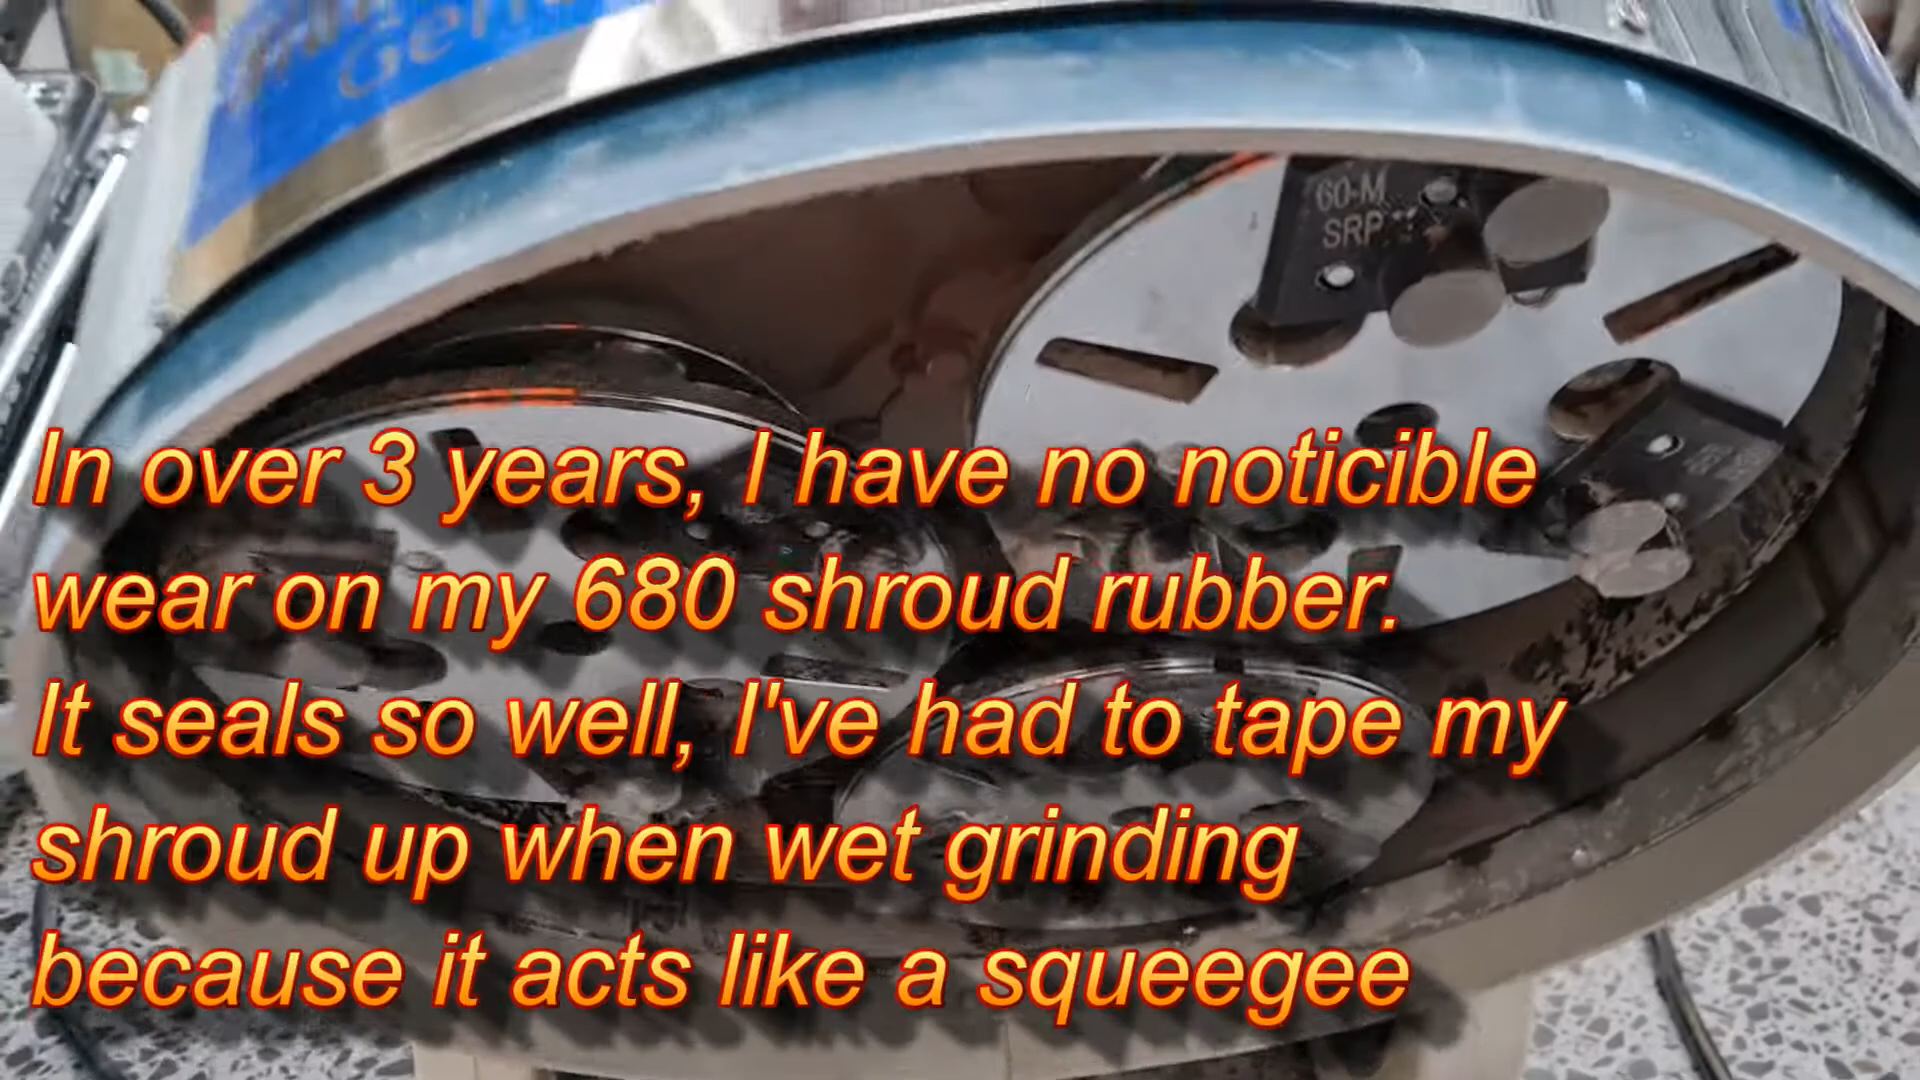 60-M
SRP
In over 3 years, I have no noticible
wear on my 680 shroud rubber.
It seals so well, I've had to tape my
shroud up when wet grinding
because it acts like a squeegee